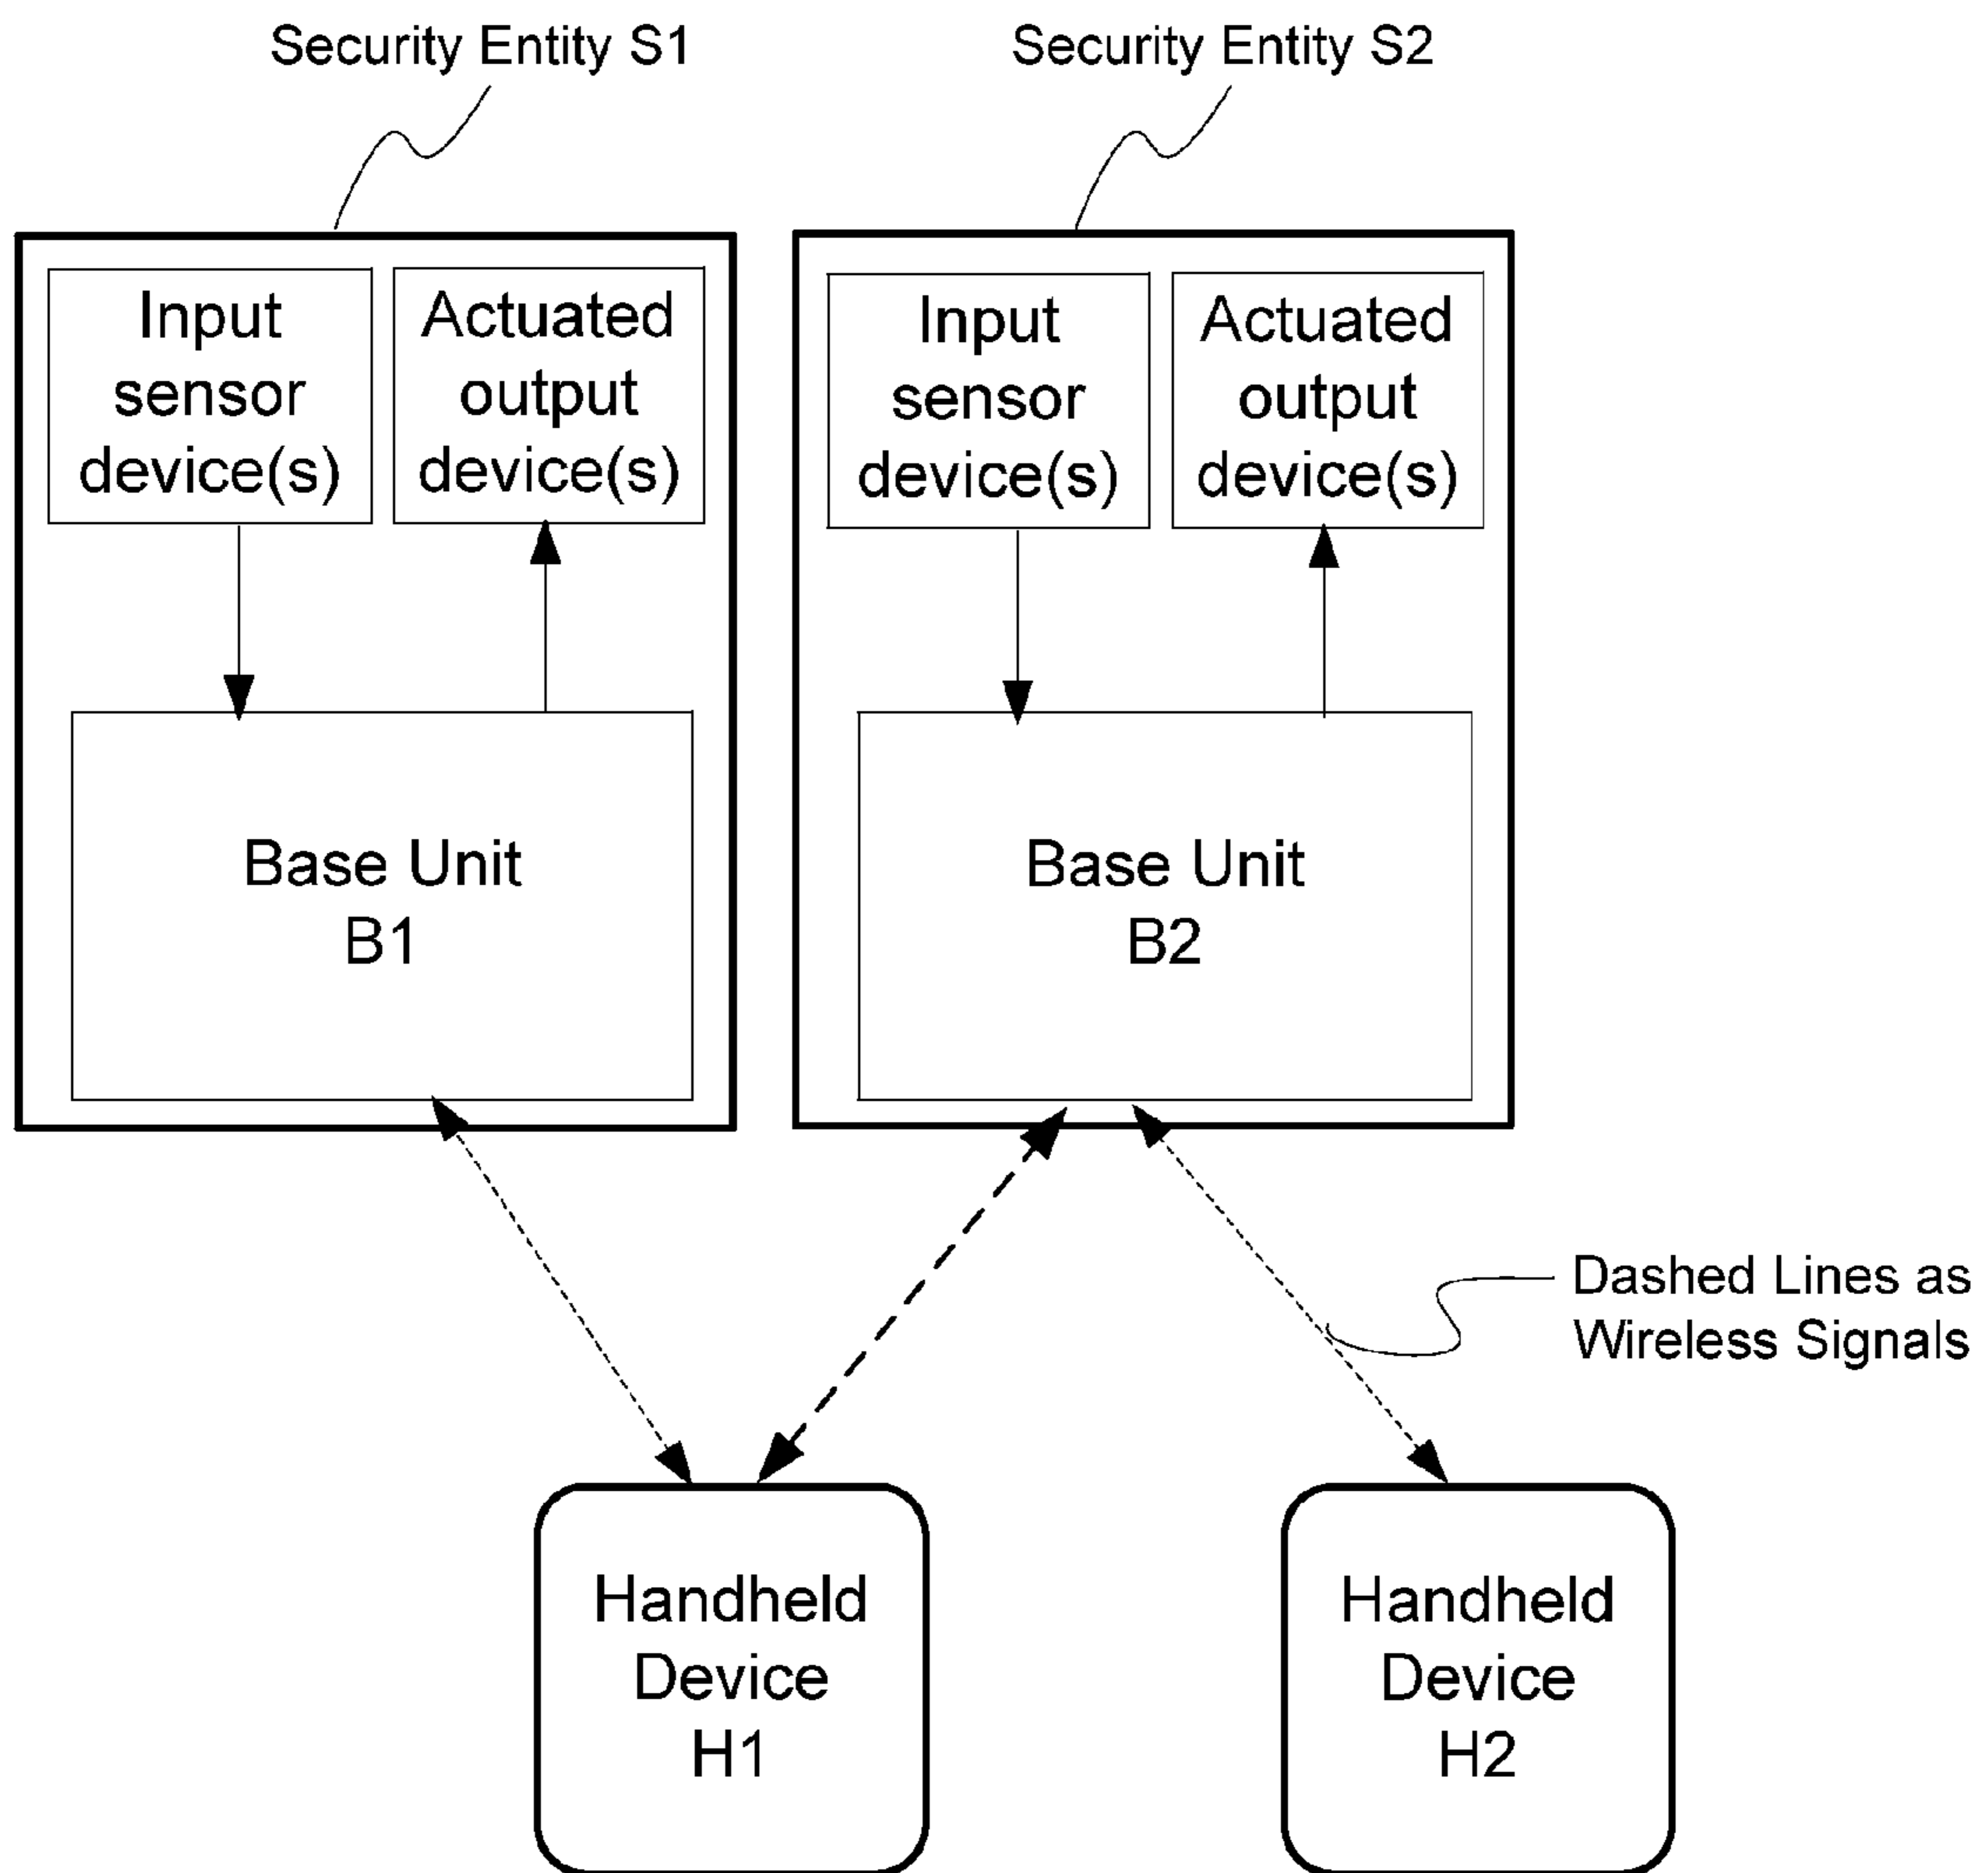 Security Entity S1
Security Entity S2
Input
sensor
device(s)
Actuated
output
device(s)
Input
sensor
device(s)
Actuated
output
device(s)
Base Unit
B1
Base Unit
B2
Dashed Lines as
Wireless Signals
Handheld
Device
H1
Handheld
Device
H2